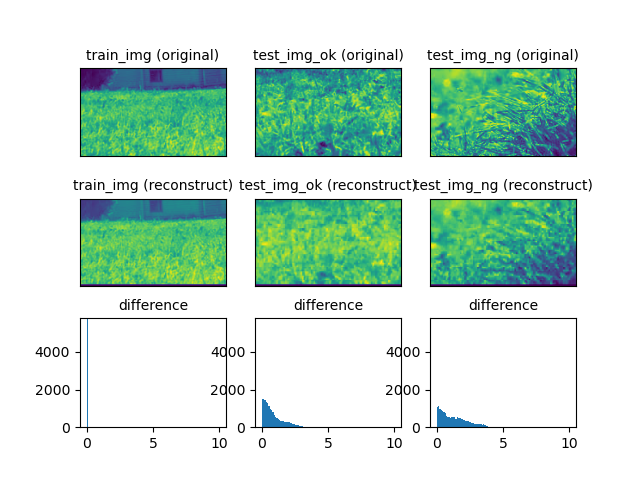 train_img (original) test_img_ok (original) test_img_ng (original)
train_img (reconstruct) test_img_ok (reconstruct) test_img_ng (reconstruct)
difference difference difference
4000 4000 4000
2000 2000 2000
0 0 0
0 5 10 0 5 10 0 5 10